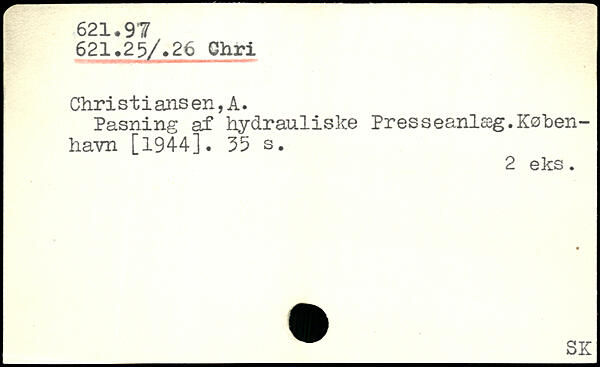 621.97
621.25/.26 Chri
Christiansen,A.
Pasning af hydrauliske Presseanlæg.Køben-
havn [1944]. 35 s.
2 eks.
SK